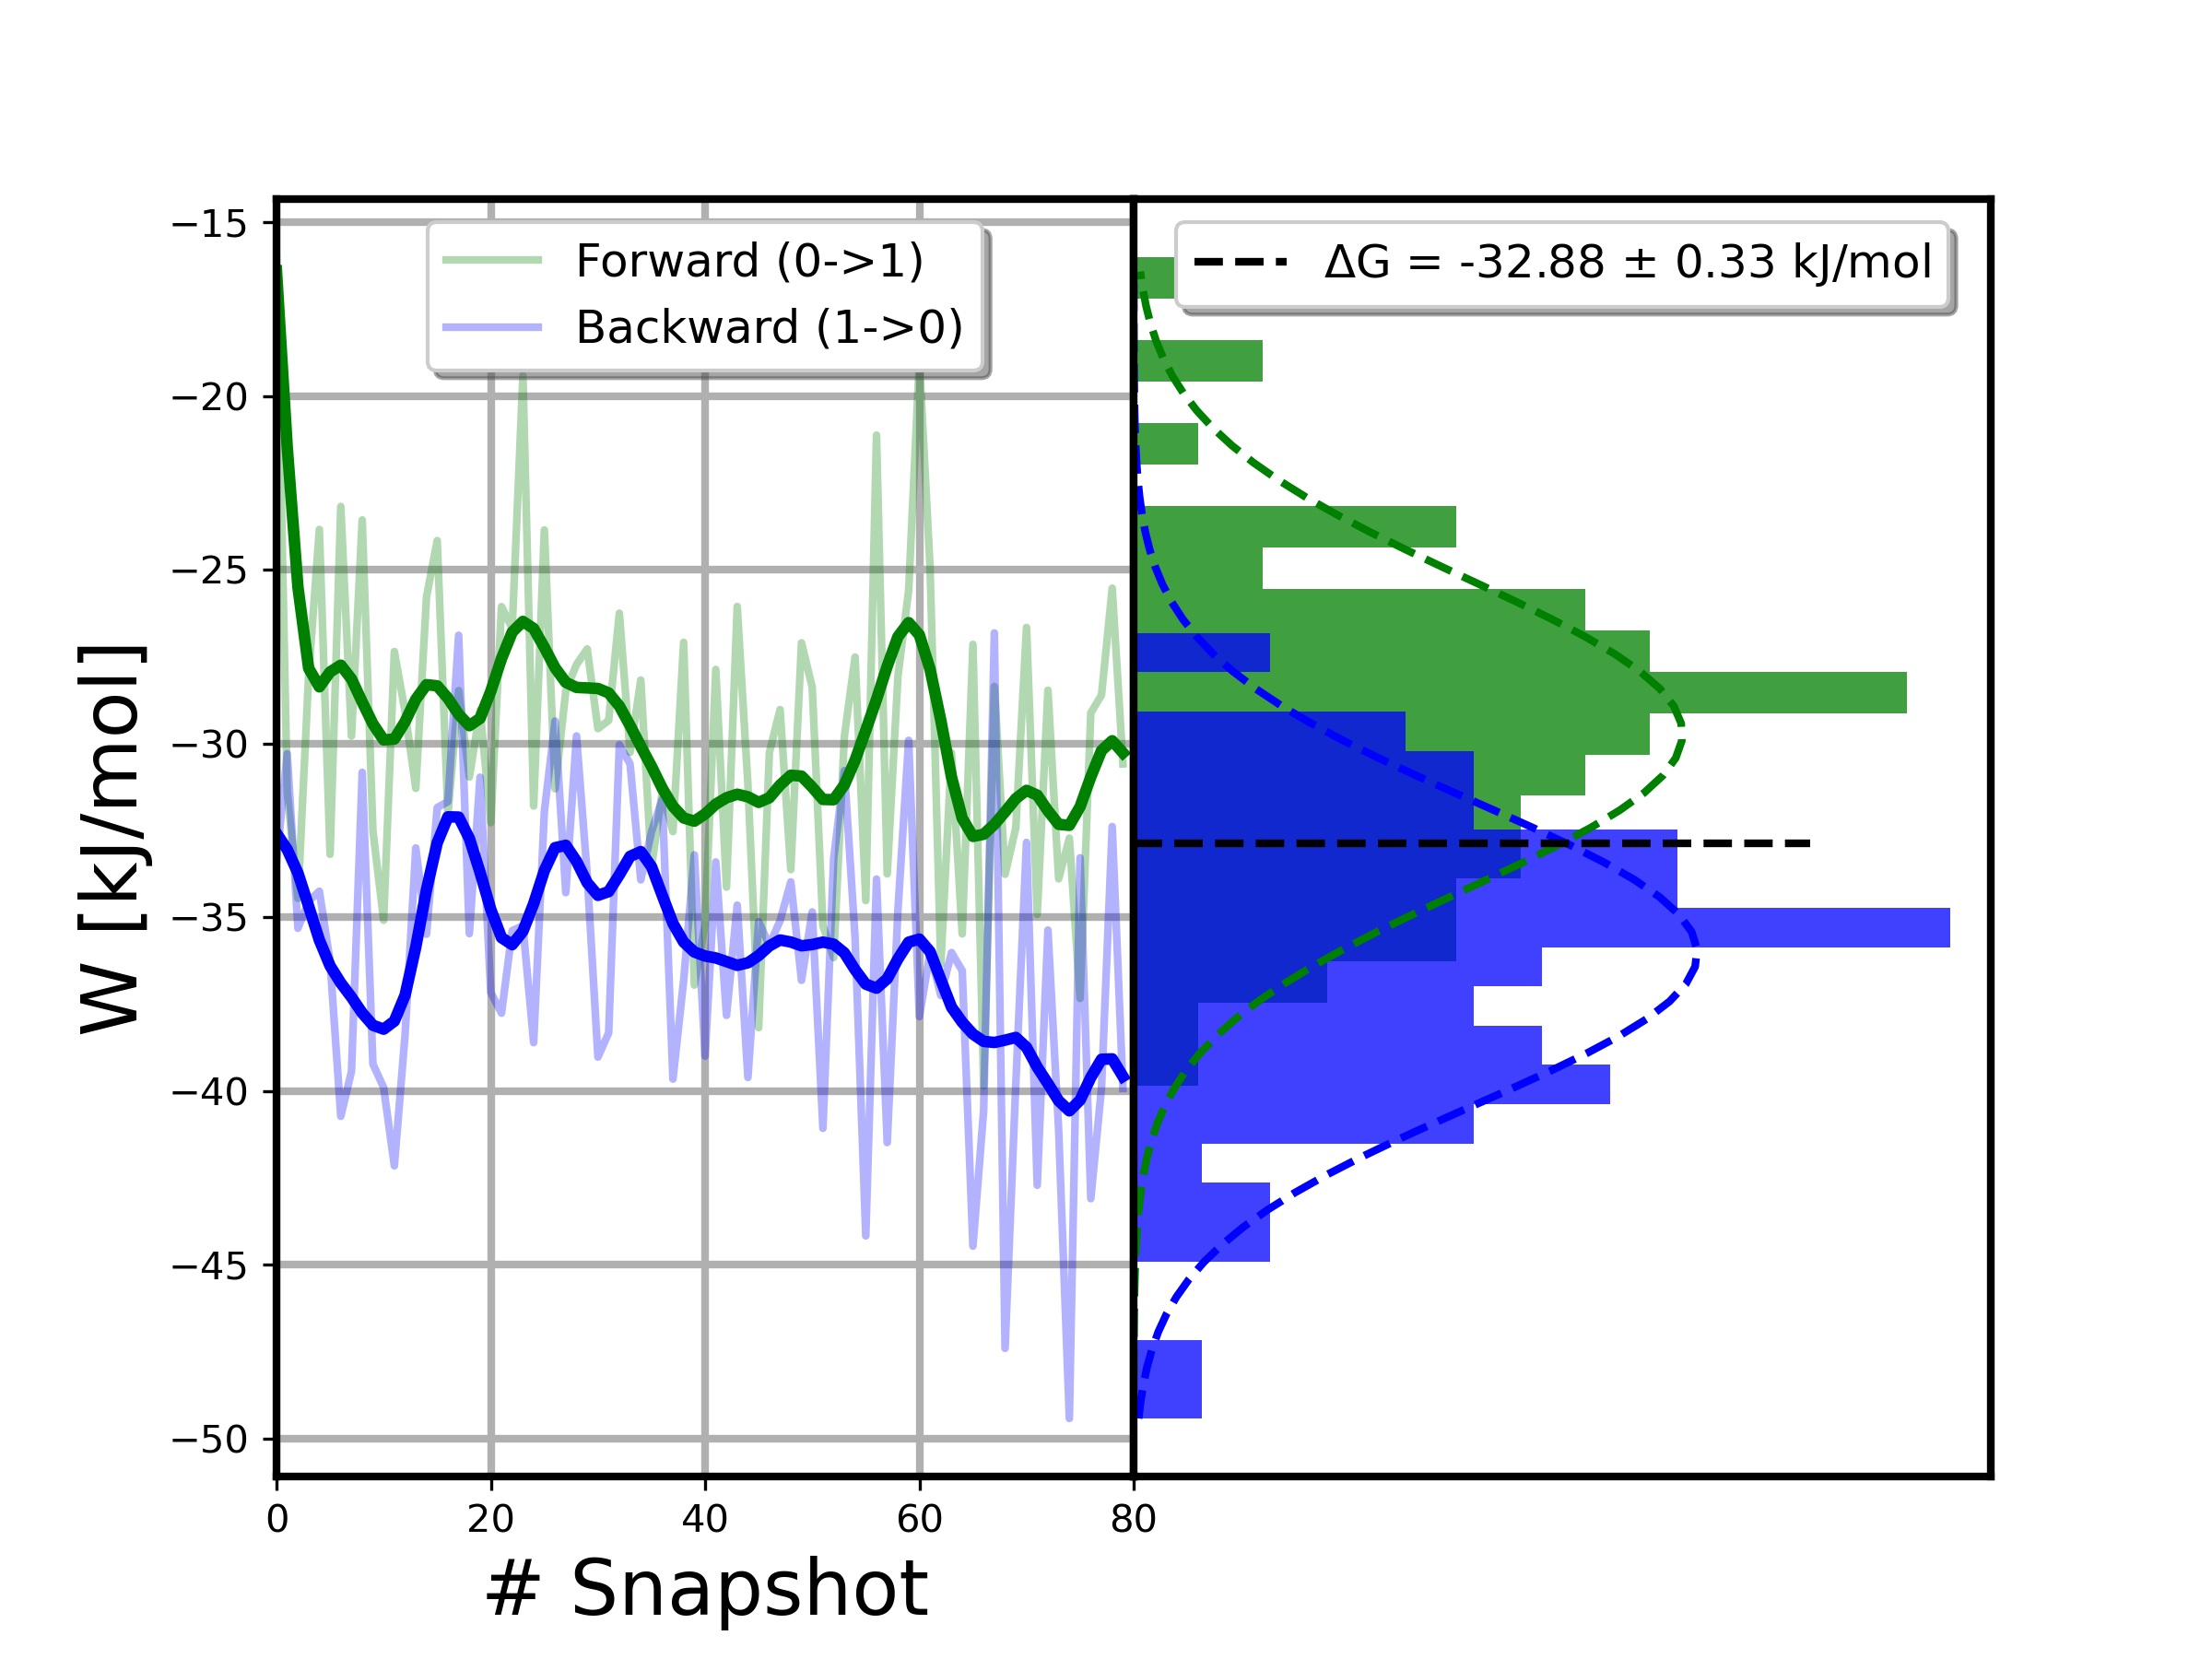 W [kJ/mol]
−15
−20
−25
−30
−35
−40
−45
−50
Forward (0->1)
Backward (1->0)
ΔG = -32.88 ± 0.33 kJ/mol
0 20 40 60 80
# Snapshot